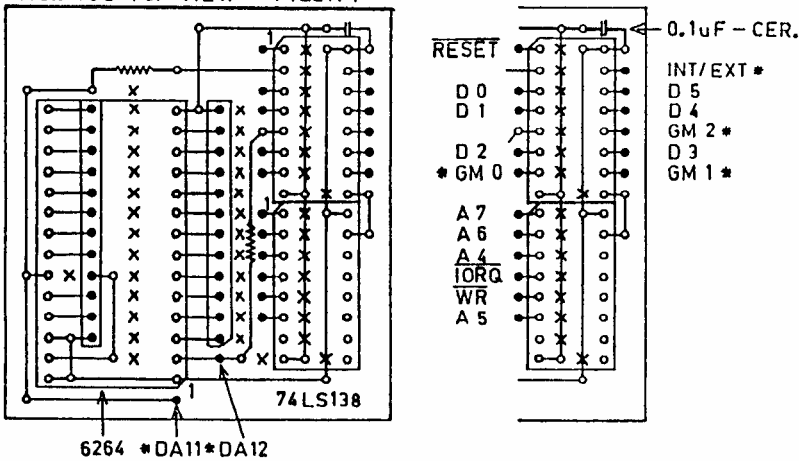 1
0.1uF - CER.
RESET
INT/EXT *
D 0
D 5
D 1
D 4
GM 2 *
D 2
D 3
* GM 0
GM 1 *
1
A 7
A 6
A 4
IORQ
WR
A 5
1
74LS138
6264 *DA11 *DA12